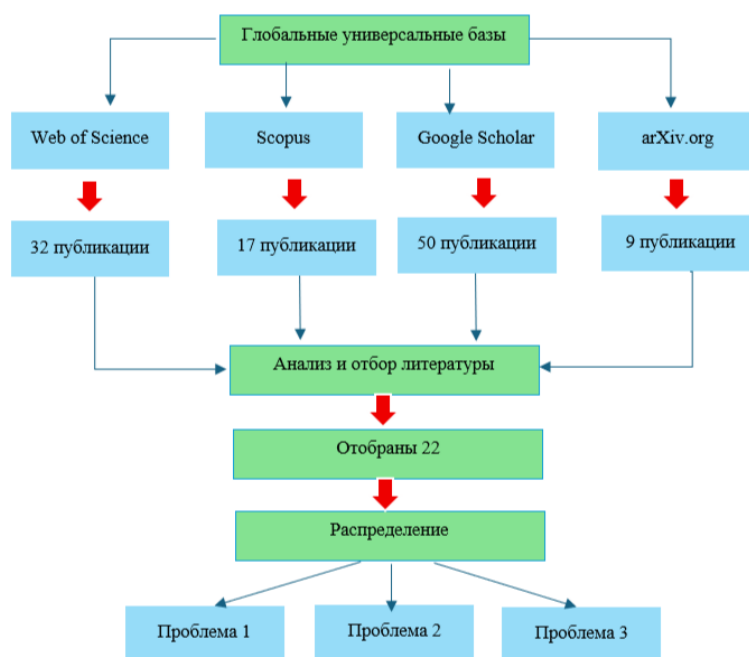 Глобальные универсальные базы
Web of Science
Scopus
Google Scholar
arXiv.org
32 публикации
17 публикации
50 публикации
9 публикации
Анализ и отбор литературы
Отобраны 22
Распределение
Проблема 1
Проблема 2
Проблема 3